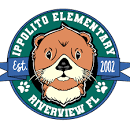 IPPOLITO ELEMENTARY
Est. 2002
RIVERVIEW FL